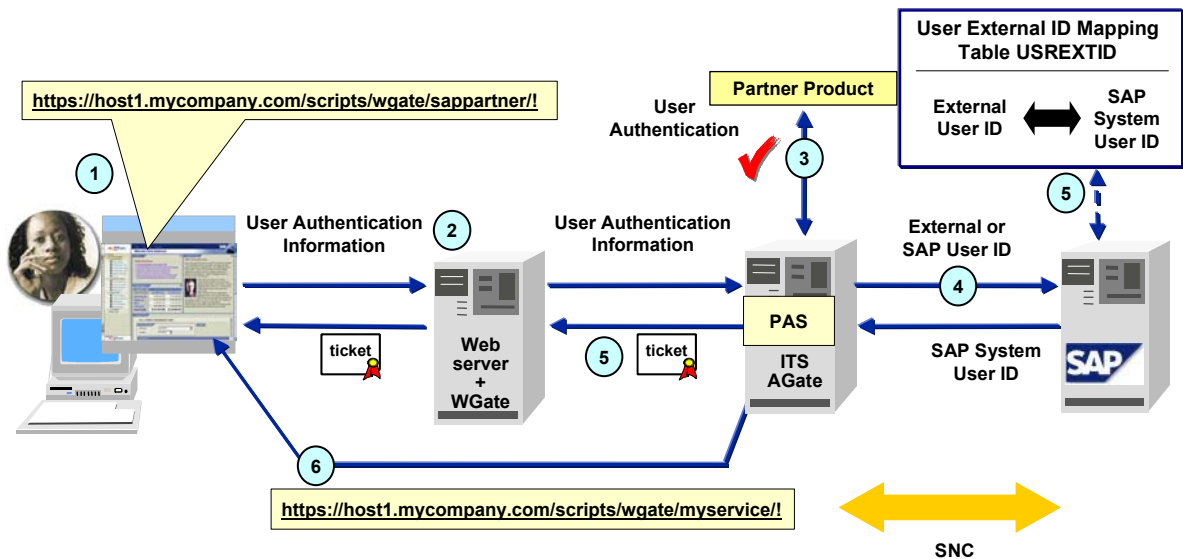 User External ID Mapping
Table USREXTID
External
User ID
SAP
System
User ID
https://host1.mycompany.com/scripts/wgate/sappartner/!
Partner Product
User
Authentication
3
1
5
User Authentication
Information
2
User Authentication
Information
External or
SAP User ID
4
PAS
ticket
Web
server
+
WGate
5
ticket
ITS
AGate
SAP System
User ID
SAP
6
https://host1.mycompany.com/scripts/wgate/myservice/!
SNC